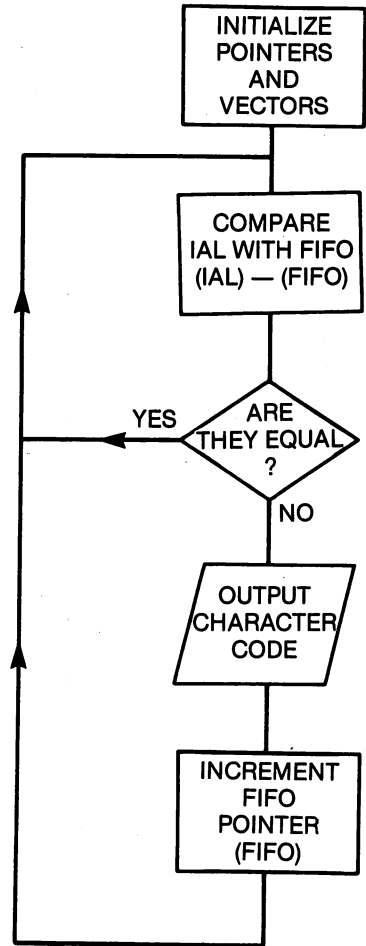 INITIALIZE
POINTERS
AND
VECTORS
COMPARE
IAL WITH FIFO
(IAL) — (FIFO)
YES
ARE
THEY EQUAL
?
NO
OUTPUT
CHARACTER
CODE
INCREMENT
FIFO
POINTER
(FIFO)